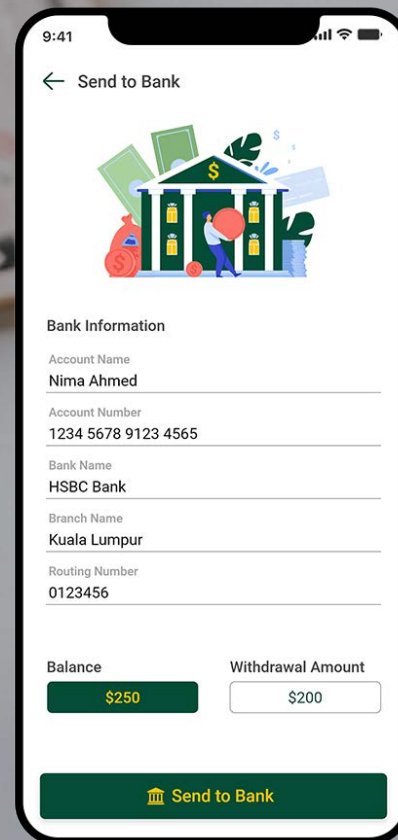 9:41
Send to Bank
$
$
$
$
$
Bank Information
Account Name
Nima Ahmed
Account Number
1234 5678 9123 4565
Bank Name
HSBC Bank
Branch Name
Kuala Lumpur
Routing Number
0123456
Balance
Withdrawal Amount
$250
$200
Send to Bank